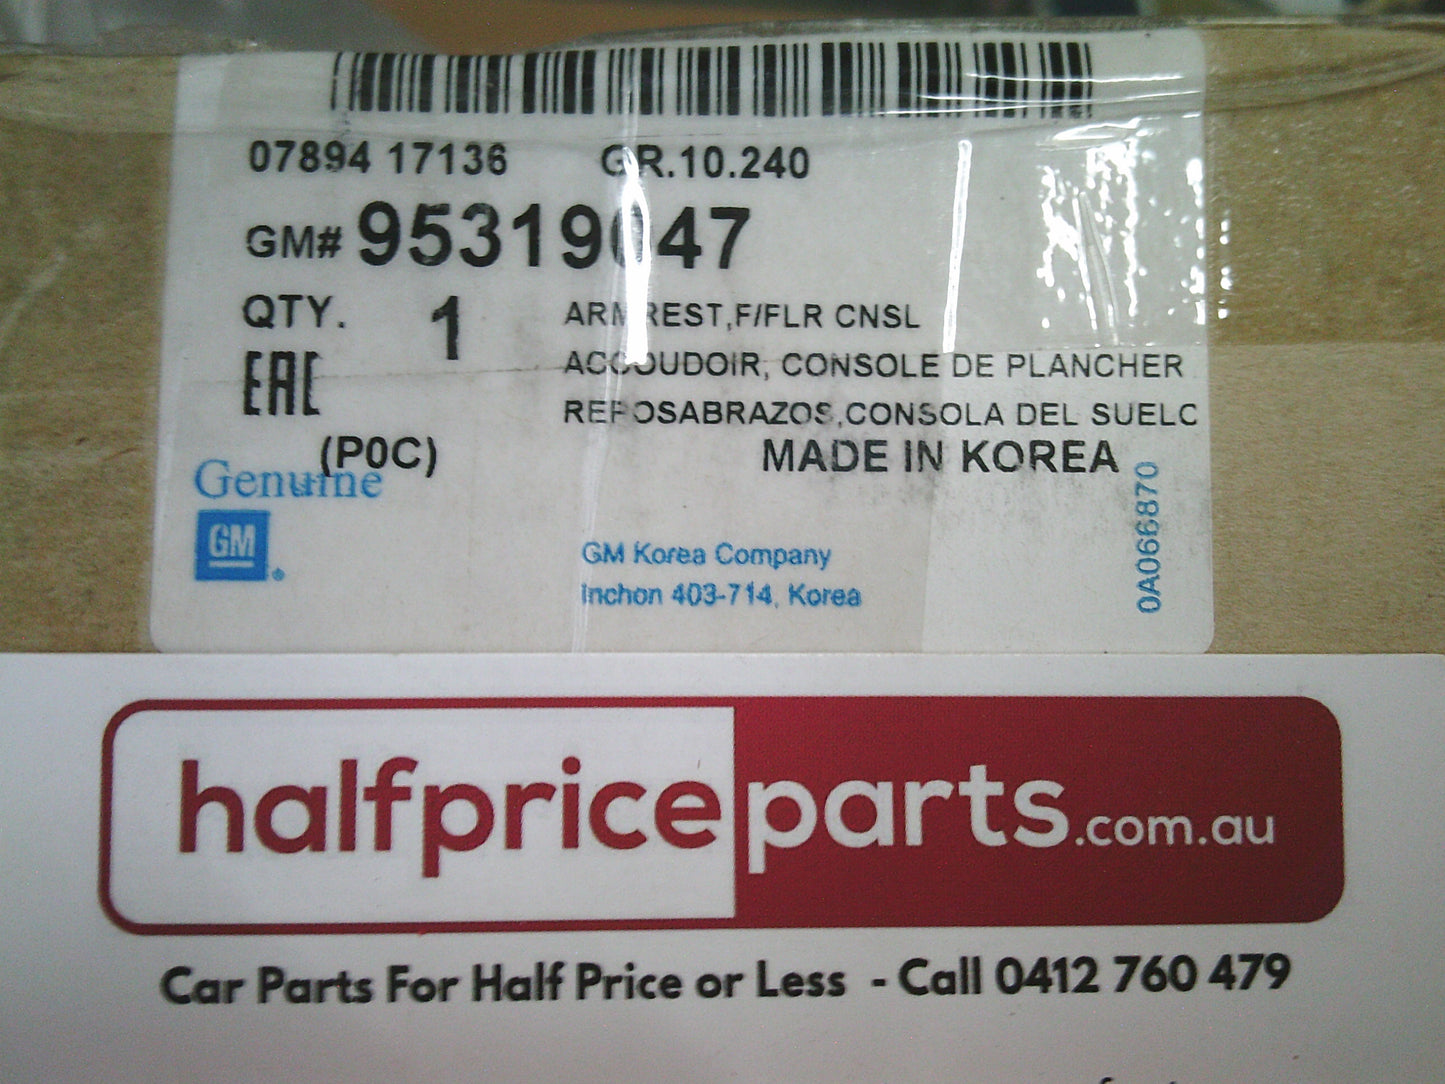 07894 17136 GR.10.240
GM# 95319047
QTY. 1 ARMREST,F/FLR CNSL
ACCOUDOIR, CONSOLE DE PLANCHER
REPOSABRAZOS,CONSOLA DEL SUELO
EAC
(P0C) MADE IN KOREA
Genuine
GM
GM Korea Company
Inchon 403-714, Korea
0A066870
halfpriceparts.com.au
Car Parts For Half Price or Less - Call 0412 760 479